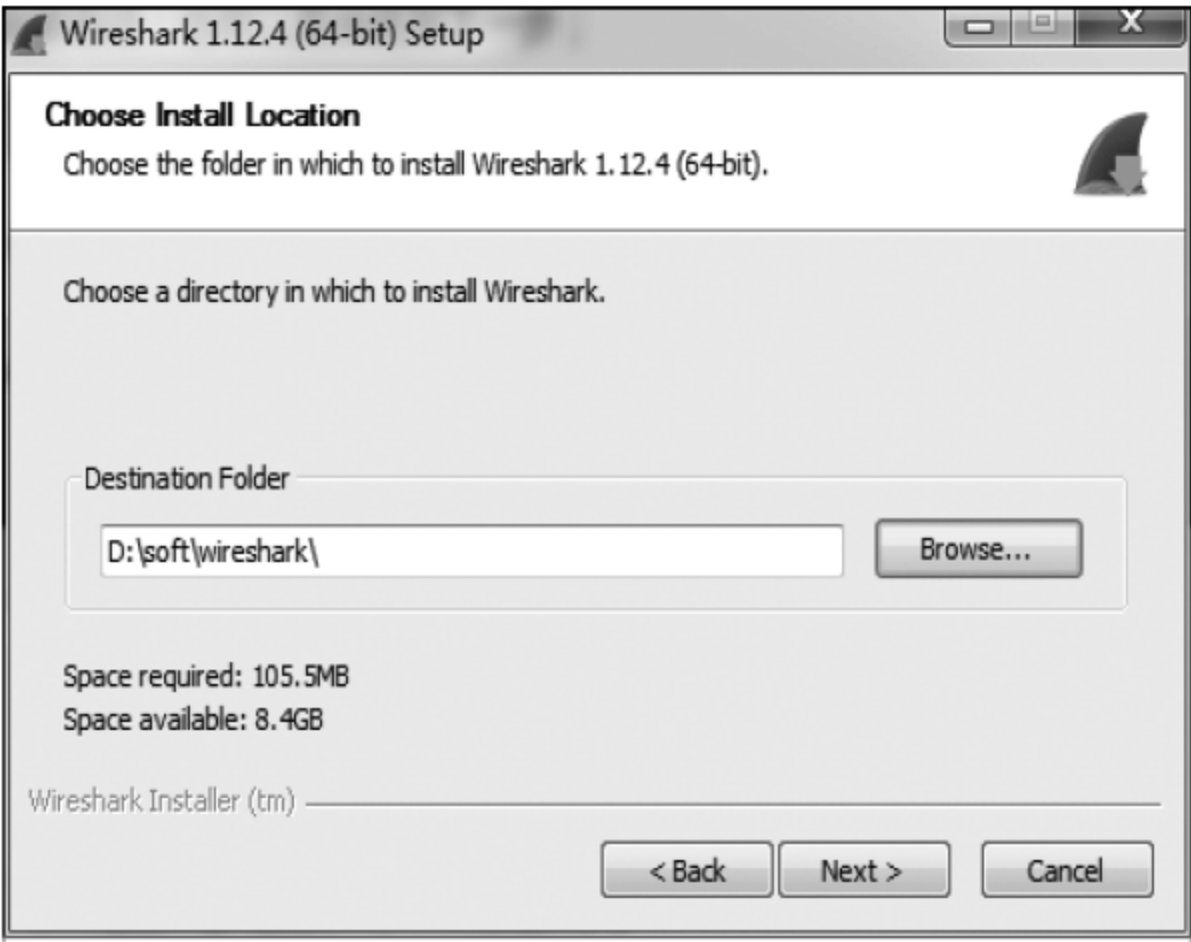 Wireshark 1.12.4 (64-bit) Setup
Choose Install Location
Choose the folder in which to install Wireshark 1.12.4 (64-bit).
Choose a directory in which to install Wireshark.
Destination Folder
D:\soft\wireshark\
Browse...
Space required: 105.5MB
Space available: 8.4GB
Wireshark Installer (tm)
< Back
Next >
Cancel